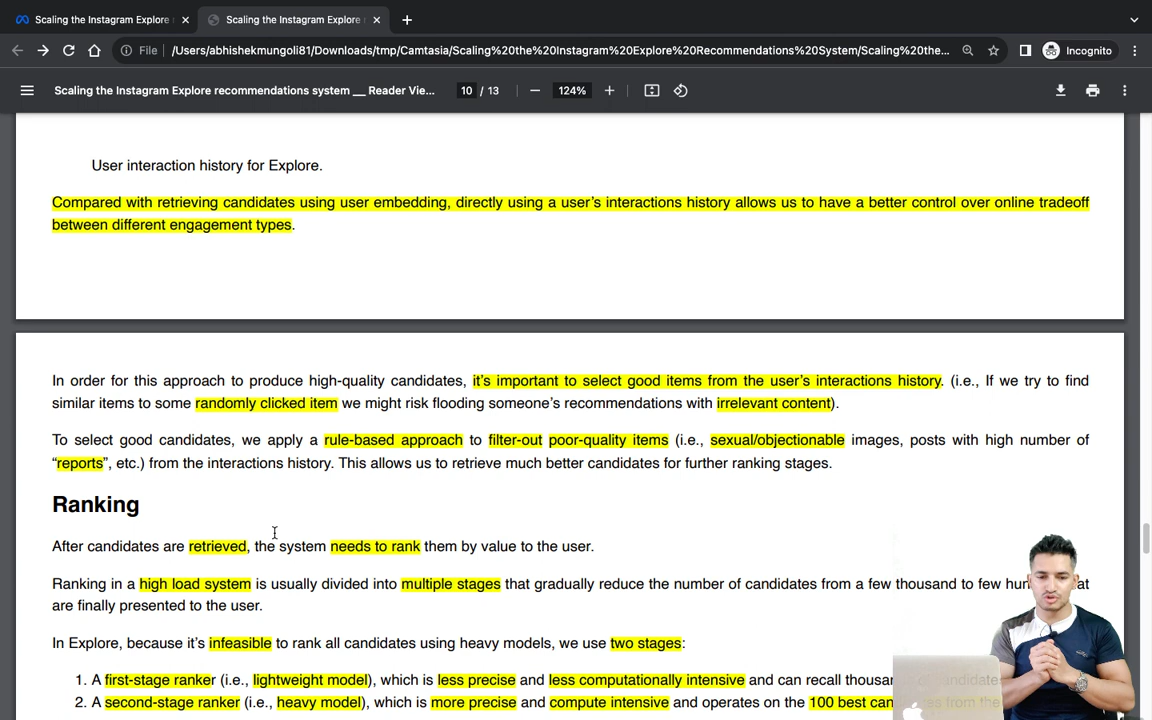 Scaling the Instagram Explore
Scaling the Instagram Explore
File
/Users/abhishekmungoli81/Downloads/tmp/Camtasia/Scaling%20the%20Instagram%20Explore%20Recommendations%20System/Scaling%20the...
Incognito
Scaling the Instagram Explore recommendations system __ Reader Vie...
10 / 13
124%
User interaction history for Explore.
Compared with retrieving candidates using user embedding, directly using a user's interactions history allows us to have a better control over online tradeoff
between different engagement types.
In order for this approach to produce high-quality candidates, it's important to select good items from the user's interactions history. (i.e., If we try to find
similar items to some randomly clicked item we might risk flooding someone's recommendations with irrelevant content).
To select good candidates, we apply a rule-based approach to filter-out poor-quality items (i.e., sexual/objectionable images, posts with high number of
“reports”, etc.) from the interactions history. This allows us to retrieve much better candidates for further ranking stages.
Ranking
After candidates are retrieved, the system needs to rank them by value to the user.
Ranking in a high load system is usually divided into multiple stages that gradually reduce the number of candidates from a few thousand to few
are finally presented to the user.
In Explore, because it's infeasible to rank all candidates using heavy models, we use two stages:
1. A first-stage ranker (i.e., lightweight model), which is less precise and less computationally intensive and can recall
2. A second-stage ranker (i.e., heavy model), which is more precise and compute intensive and operates on the 100 best from the